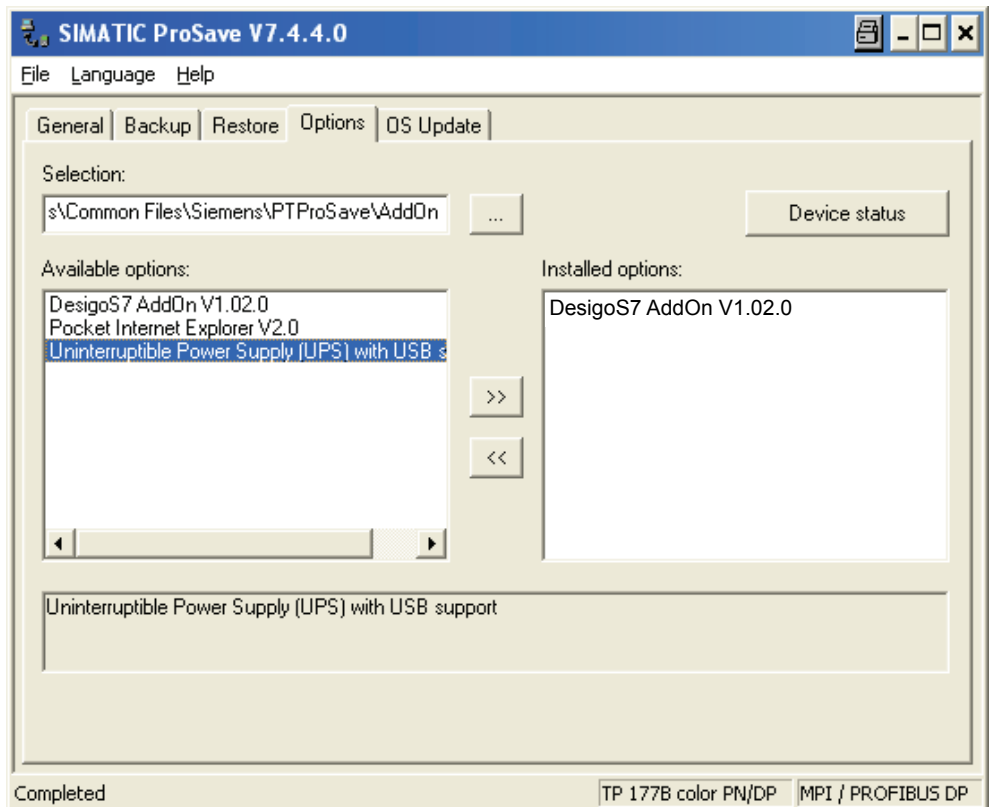 SIMATIC ProSave V7.4.4.0
File Language Help
General Backup Restore Options OS Update
Selection:
s\Common Files\Siemens\PTProSave\AddOn
...
Device status
Available options:
Installed options:
DesigoS7 AddOn V1.02.0
Pocket Internet Explorer V2.0
Uninterruptible Power Supply (UPS) with USB s
DesigoS7 AddOn V1.02.0
>>
<<
Uninterruptible Power Supply (UPS) with USB support
Completed
TP 177B color PN/DP
MPI / PROFIBUS DP